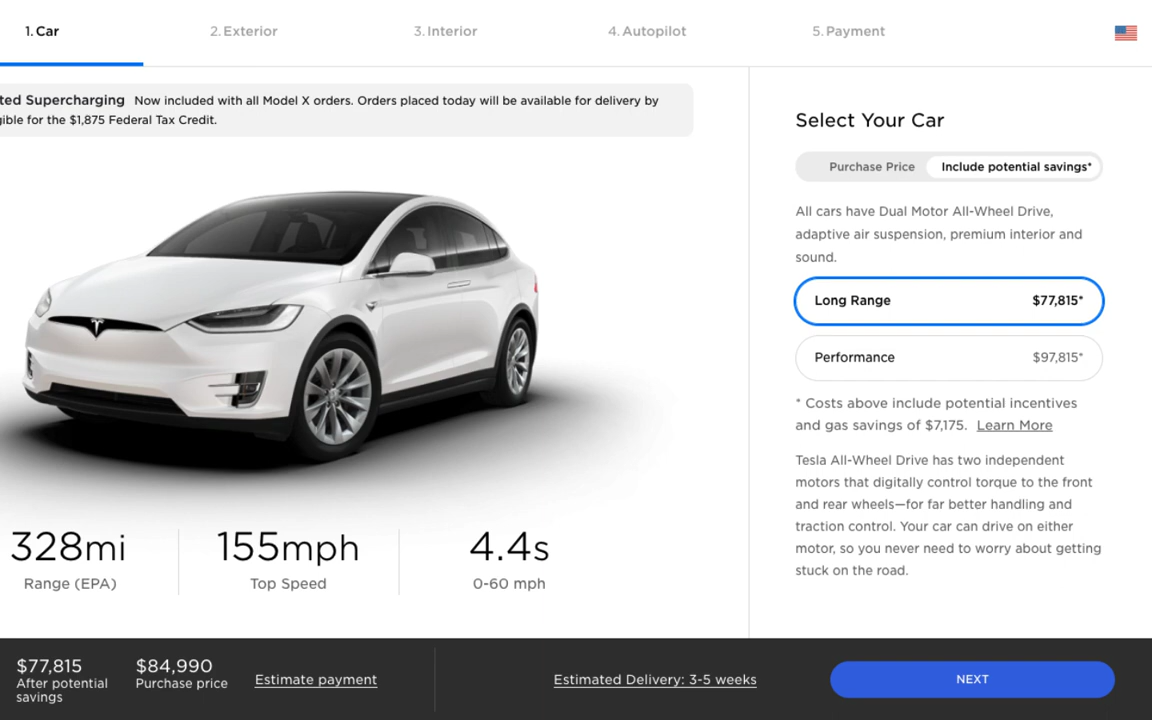 1. Car
2. Exterior
3. Interior
4. Autopilot
5. Payment
Supercharging Now included with all Model X orders. Orders placed today will be available for delivery by
for the $1,875 Federal Tax Credit.
328mi
Range (EPA)
155mph
Top Speed
4.4s
0-60 mph
Select Your Car
Purchase Price
Include potential savings*
All cars have Dual Motor All-Wheel Drive,
adaptive air suspension, premium interior and
sound.
Long Range $77,815*
Performance $97,815*
* Costs above include potential incentives
and gas savings of $7,175. Learn More
Tesla All-Wheel Drive has two independent
motors that digitally control torque to the front
and rear wheels—for far better handling and
traction control. Your car can drive on either
motor, so you never need to worry about getting
stuck on the road.
$77,815
After potential
savings
$84,990
Purchase price
Estimate payment
Estimated Delivery: 3-5 weeks
NEXT